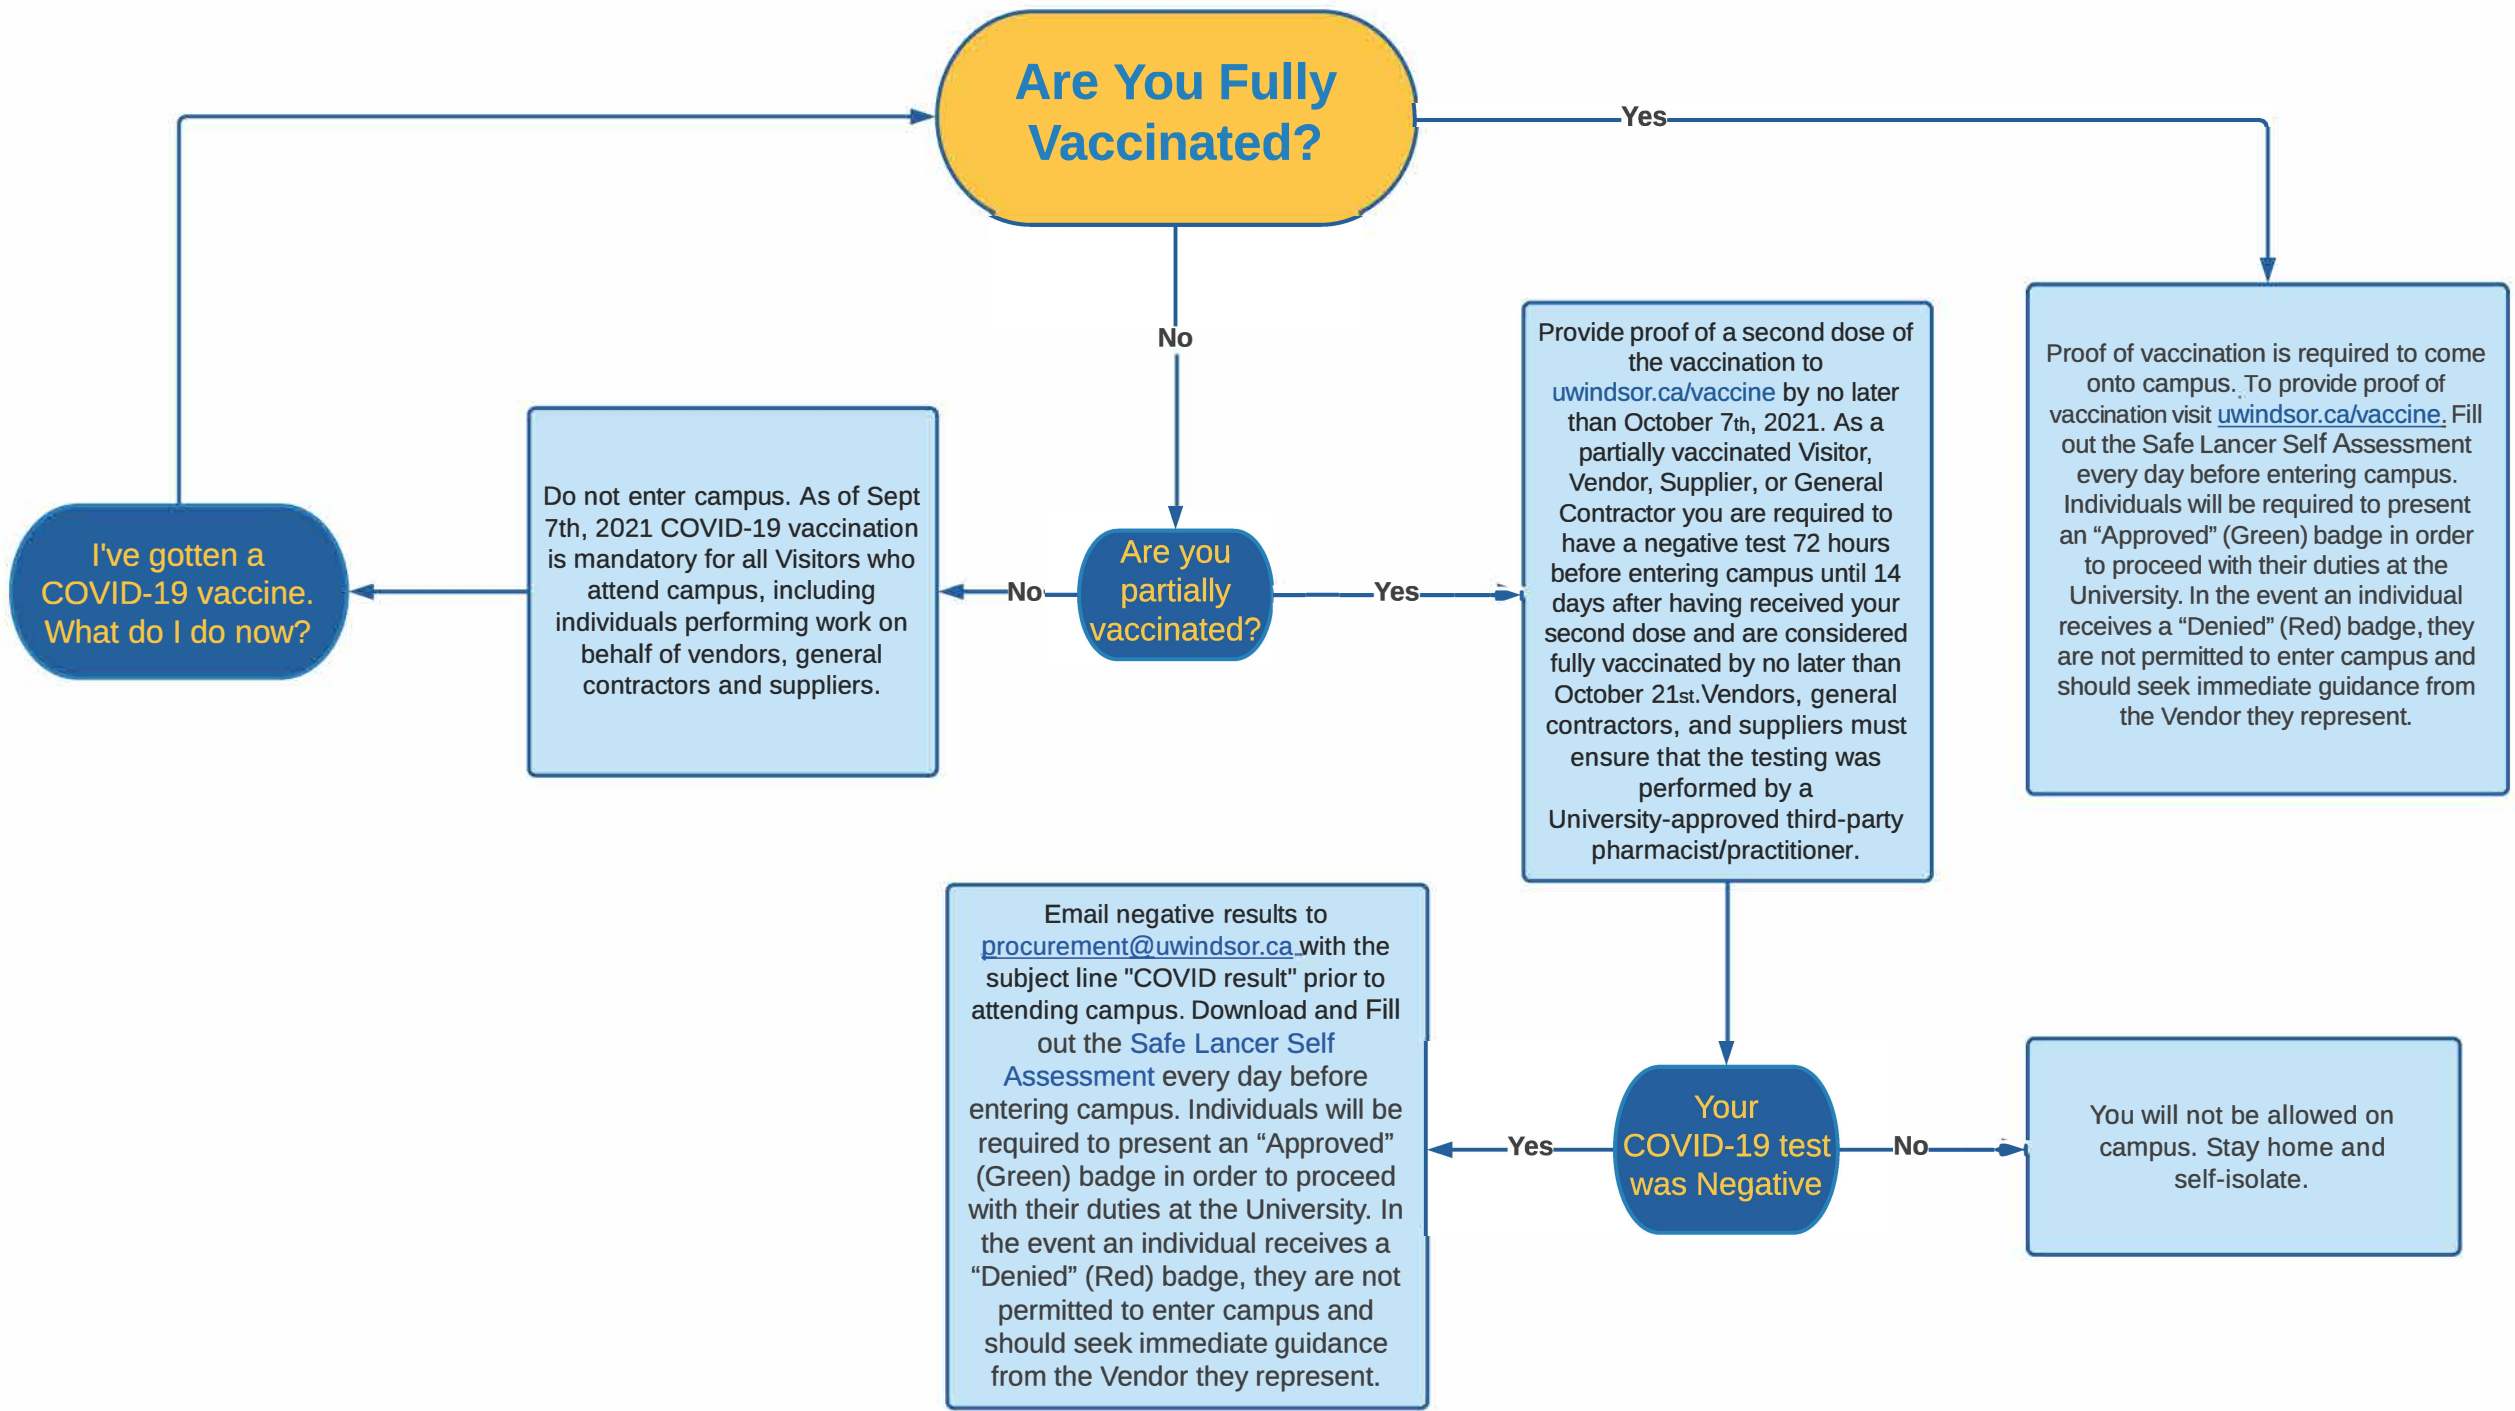 Are You Fully
Vaccinated?
Yes
No
Proof of vaccination is required to come
onto campus. To provide proof of
vaccination visit uwindsor.ca/vaccine. Fill
out the Safe Lancer Self Assessment
every day before entering campus.
Individuals will be required to present
an “Approved” (Green) badge in order
to proceed with their duties at the
University. In the event an individual
receives a “Denied” (Red) badge, they
are not permitted to enter campus and
should seek immediate guidance from
the Vendor they represent.
Are you
partially
vaccinated?
No
Yes
Do not enter campus. As of Sept
7th, 2021 COVID-19 vaccination
is mandatory for all Visitors who
attend campus, including
individuals performing work on
behalf of vendors, general
contractors and suppliers.
I've gotten a
COVID-19 vaccine.
What do I do now?
Provide proof of a second dose of
the vaccination to
uwindsor.ca/vaccine by no later
than October 7th, 2021. As a
partially vaccinated Visitor,
Vendor, Supplier, or General
Contractor you are required to
have a negative test 72 hours
before entering campus until 14
days after having received your
second dose and are considered
fully vaccinated by no later than
October 21st.Vendors, general
contractors, and suppliers must
ensure that the testing was
performed by a
University-approved third-party
pharmacist/practitioner.
Your
COVID-19 test
was Negative
Yes
No
Email negative results to
procurement@uwindsor.ca with the
subject line "COVID result" prior to
attending campus. Download and Fill
out the Safe Lancer Self
Assessment every day before
entering campus. Individuals will be
required to present an “Approved”
(Green) badge in order to proceed
with their duties at the University. In
the event an individual receives a
“Denied” (Red) badge, they are not
permitted to enter campus and
should seek immediate guidance
from the Vendor they represent.
You will not be allowed on
campus. Stay home and
self-isolate.